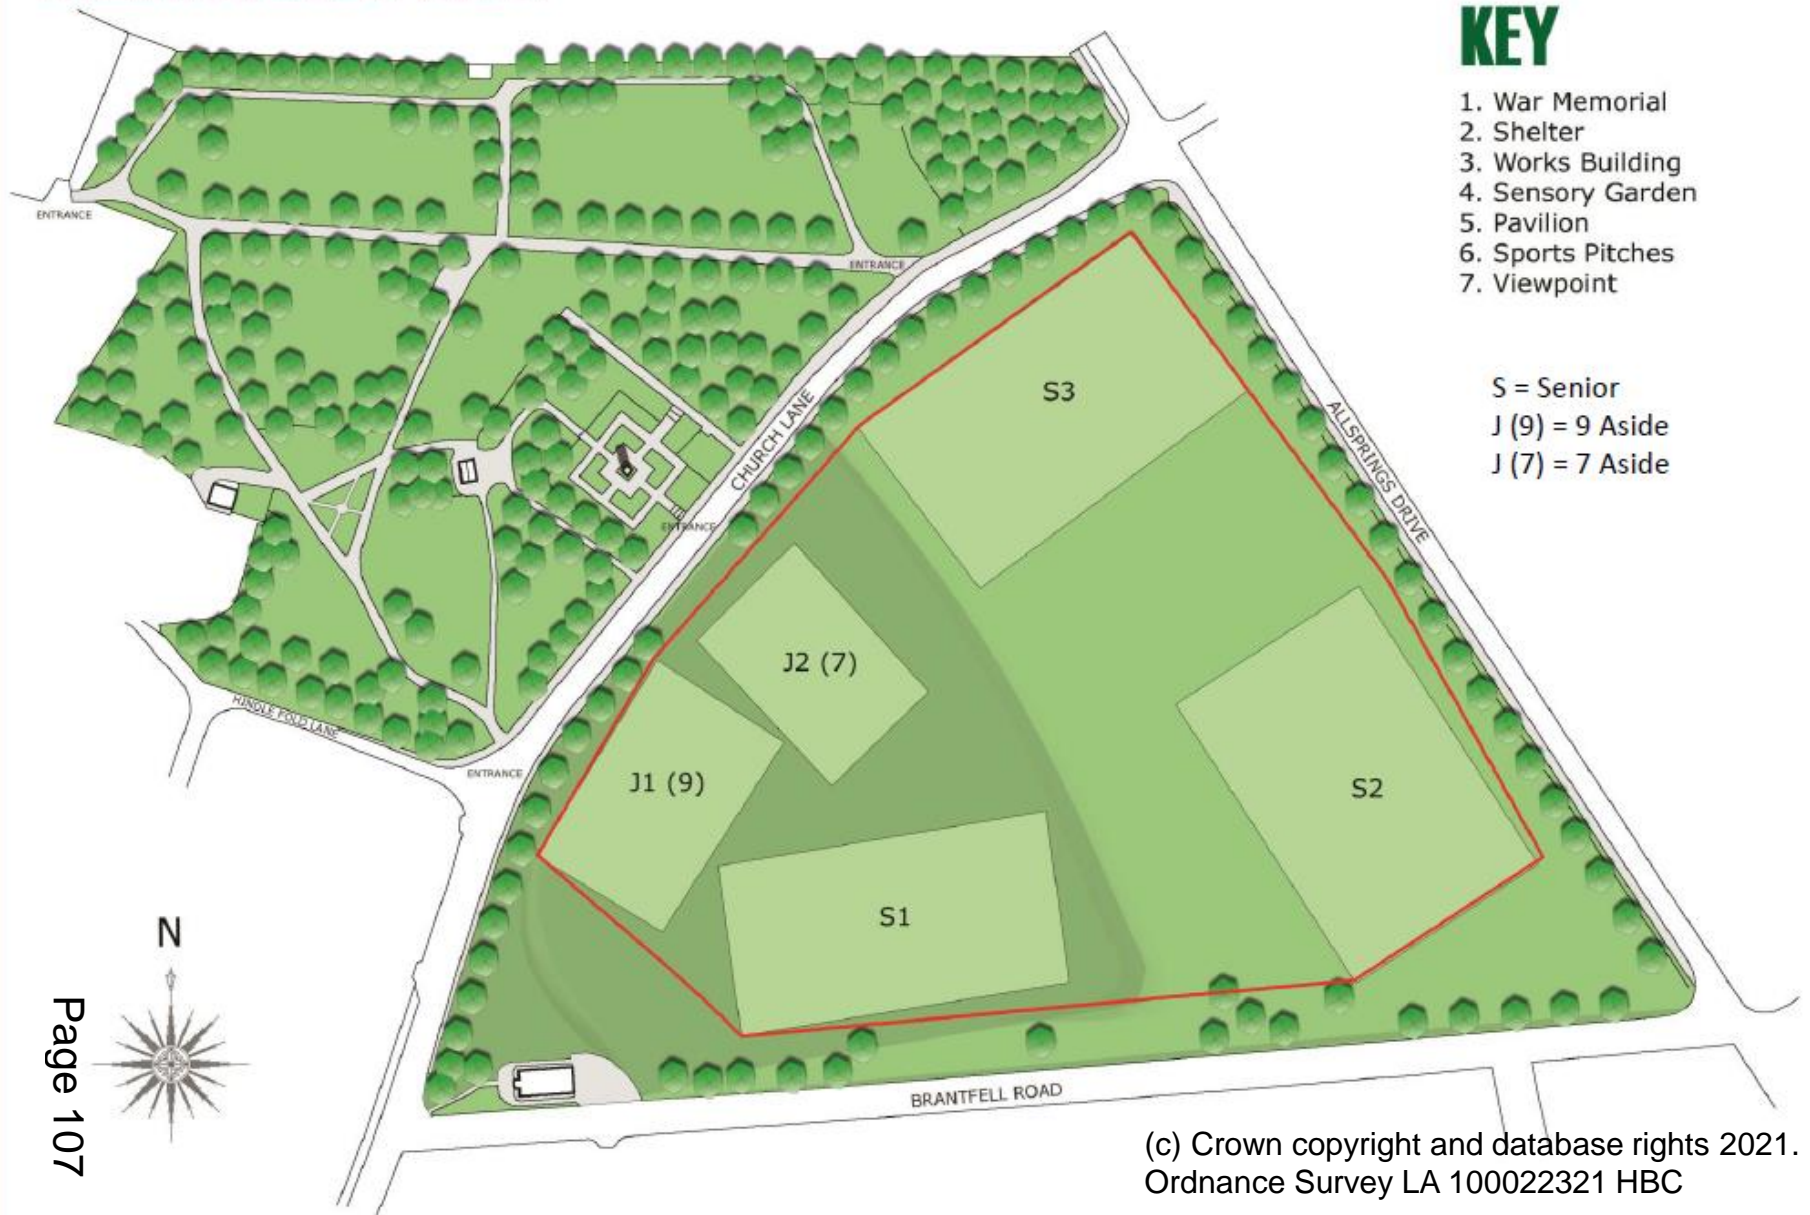 KEY
1. War Memorial
2. Shelter
3. Works Building
4. Sensory Garden
5. Pavilion
6. Sports Pitches
7. Viewpoint
S = Senior
J (9) = 9 Aside
J (7) = 7 Aside
ENTRANCE
ENTRANCE
CHURCH LANE
ALLSPRINGS DRIVE
ENTRANCE
HINDLE FOLD LANE
ENTRANCE
S3
J2 (7)
J1 (9)
S2
S1
N
BRANTFELL ROAD
Page 107
(c) Crown copyright and database rights 2021.
Ordnance Survey LA 100022321 HBC